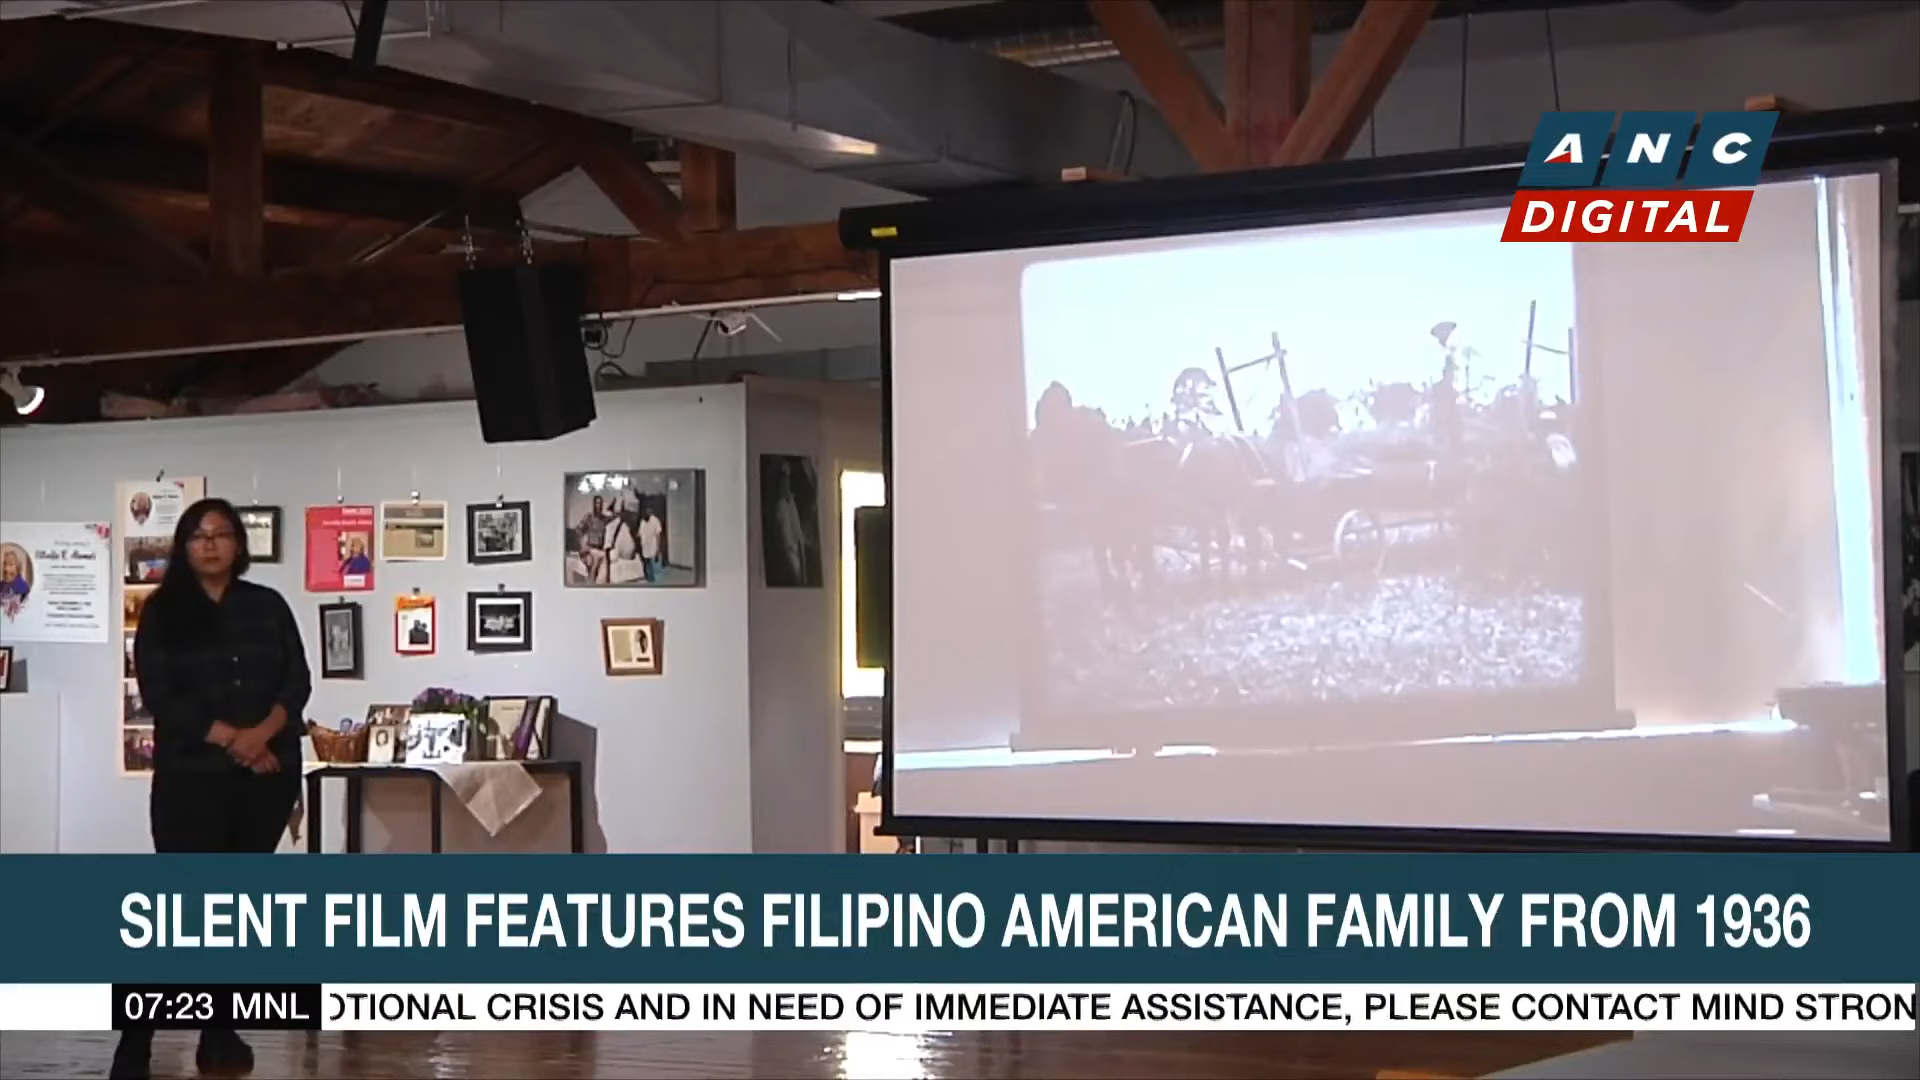 ANC
DIGITAL
SILENT FILM FEATURES FILIPINO AMERICAN FAMILY FROM 1936
07:23 MNL
OTIONAL CRISIS AND IN NEED OF IMMEDIATE ASSISTANCE, PLEASE CONTACT MIND STRON